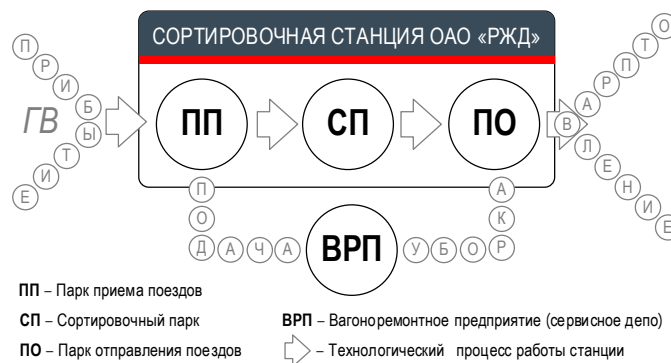 СОРТИРОВОЧНАЯ СТАНЦИЯ ОАО «РЖД»
ПРИБЫТИЕ
ГВ
ПП
СП
ПО
ОТПРАВЛЕНИЕ
ПОДАЧА
ВРП
УБОРКА
ПП – Парк приема поездов
СП – Сортировочный парк
ВРП – Вагоноремонтное предприятие (сервисное депо)
ПО – Парк отправления поездов
– Технологический процесс работы станции